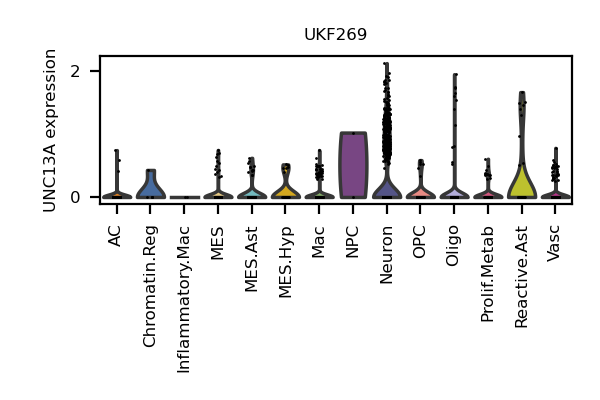 UKF269
UNC13A expression
2
0
AC
Chromatin.Reg
Inflammatory.Mac
MES
MES.Ast
MES.Hyp
Mac
NPC
Neuron
OPC
Oligo
Prolif.Metab
Reactive.Ast
Vasc